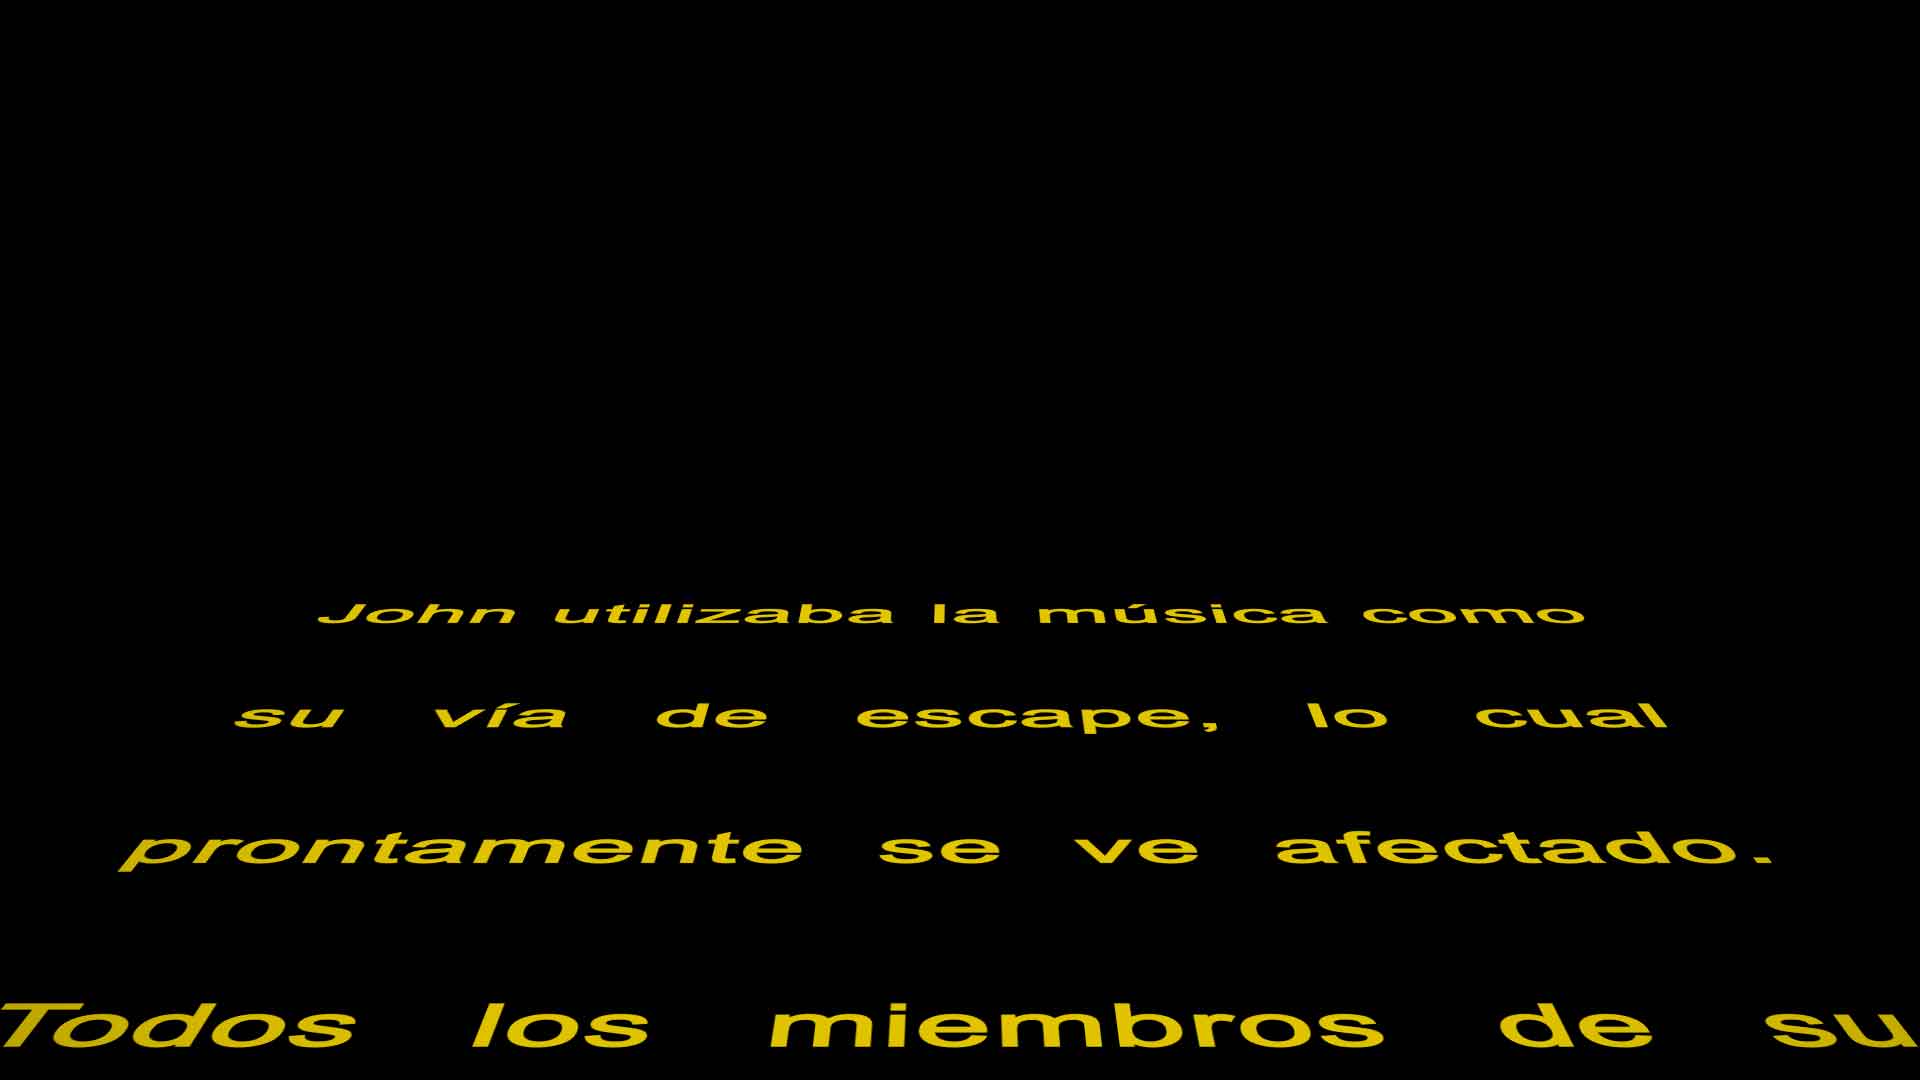 John utilizaba la música como
su vía de escape, lo cual
prontamente se ve afectado.
Todos los miembros de su